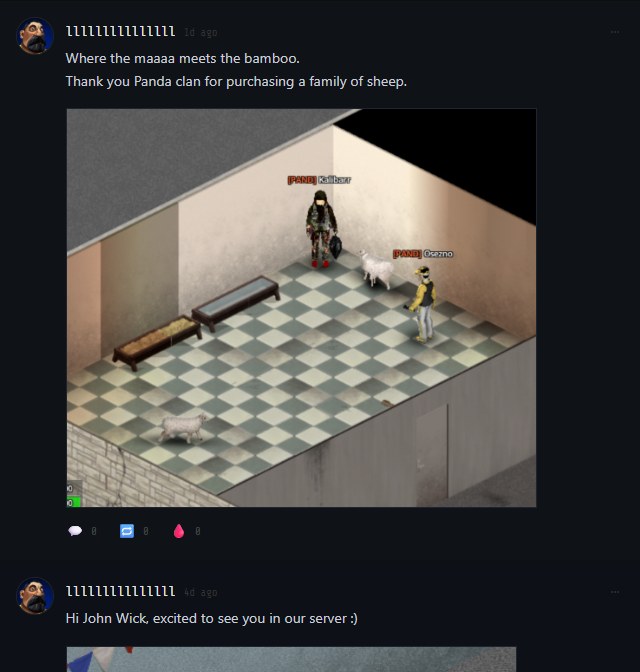 lllllllllllllll 1d ago
Where the maaaa meets the bamboo.
Thank you Panda clan for purchasing a family of sheep.
[PAND] Kalibarr
[PAND] Osezno
0 0 0
lllllllllllllll 4d ago
Hi John Wick, excited to see you in our server :)